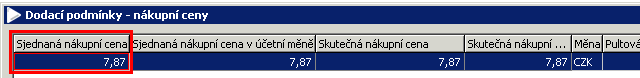 Dodací podmínky - nákupní ceny
Sjednaná nákupní cena Sjednaná nákupní cena v účetní měně Skutečná nákupní cena Skutečná nákupní ... Měna Pultová
7,87 7,87 7,87 7,87 CZK